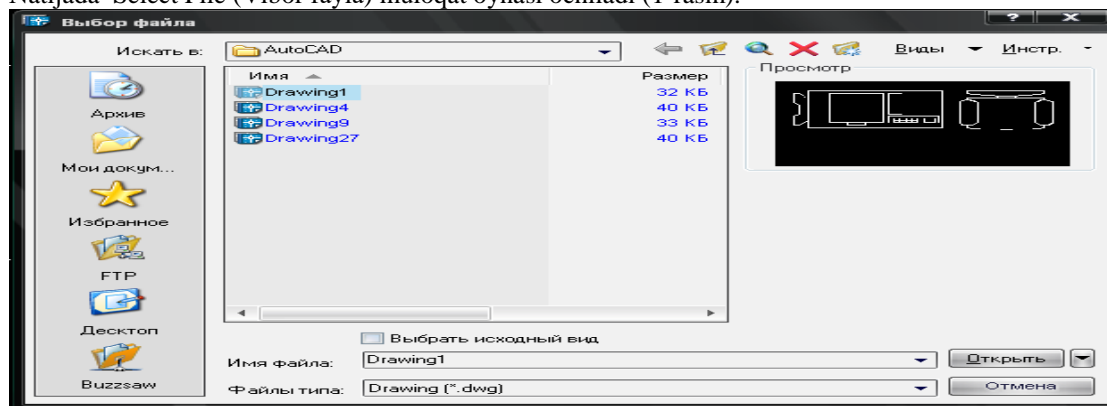 Natijada Select File (Vibor fayla) muloqat oynasi ochiladi (1-rasm).
Выбор файла
Искать в:
AutoCAD
Виды
Инстр.
Имя
Размер
Просмотр
Drawing1 32 КБ
Drawing4 40 КБ
Drawing9 33 КБ
Drawing27 40 КБ
Архив
Мои докум...
Избранное
FTP
Десктоп
Buzzsaw
Выбрать исходный вид
Имя файла:
Drawing1
Открыть
Файлы типа:
Drawing (*.dwg)
Отмена